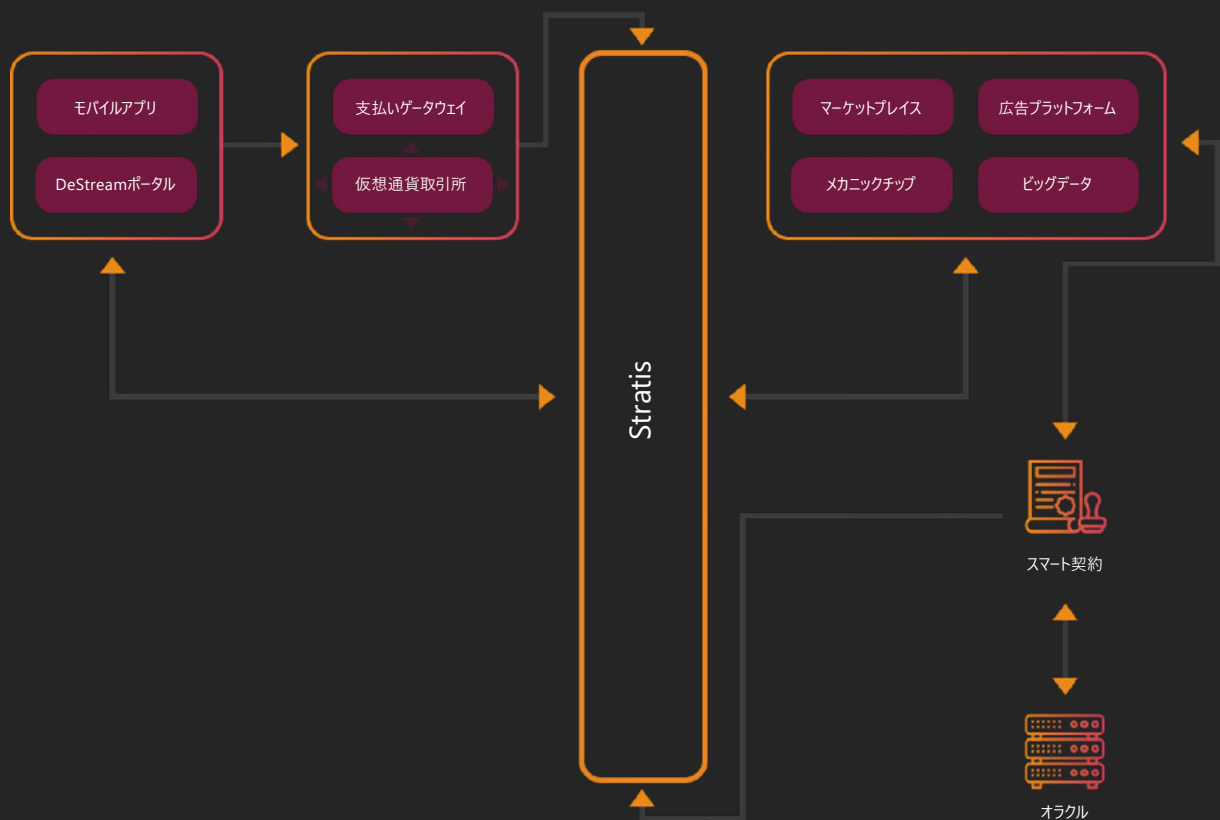 モバイルアプリ
DeStreamポータル
支払いゲータウェイ
仮想通貨取引所
Stratis
マーケットプレイス
広告プラットフォーム
メカニックチップ
ビッグデータ
スマート契約
オラクル